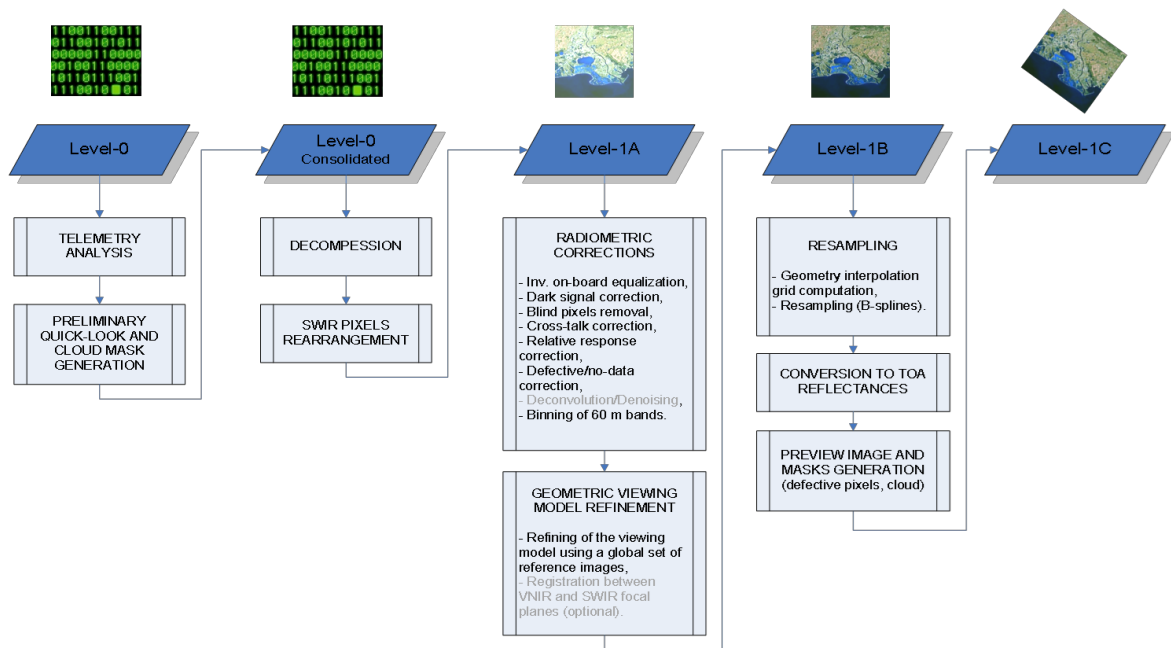 Level-0
TELEMETRY
ANALYSIS
PRELIMINARY
QUICK-LOOK AND
CLOUD MASK
GENERATION
Level-0
Consolidated
DECOMPESSION
SWIR PIXELS
REARRANGEMENT
Level-1A
RADIOMETRIC
CORRECTIONS
- Inv. on-board equalization,
- Dark signal correction,
- Blind pixels removal,
- Cross-talk correction,
- Relative response
correction,
- Defective/no-data
correction,
- Deconvolution/Denoising,
- Binning of 60 m bands.
GEOMETRIC VIEWING
MODEL REFINEMENT
- Refining of the viewing
model using a global set of
reference images,
- Registration between
VNIR and SWIR focal
planes (optional).
Level-1B
RESAMPLING
- Geometry interpolation
grid computation,
- Resampling (B-splines).
CONVERSION TO TOA
REFLECTANCES
PREVIEW IMAGE AND
MASKS GENERATION
(defective pixels, cloud)
Level-1C